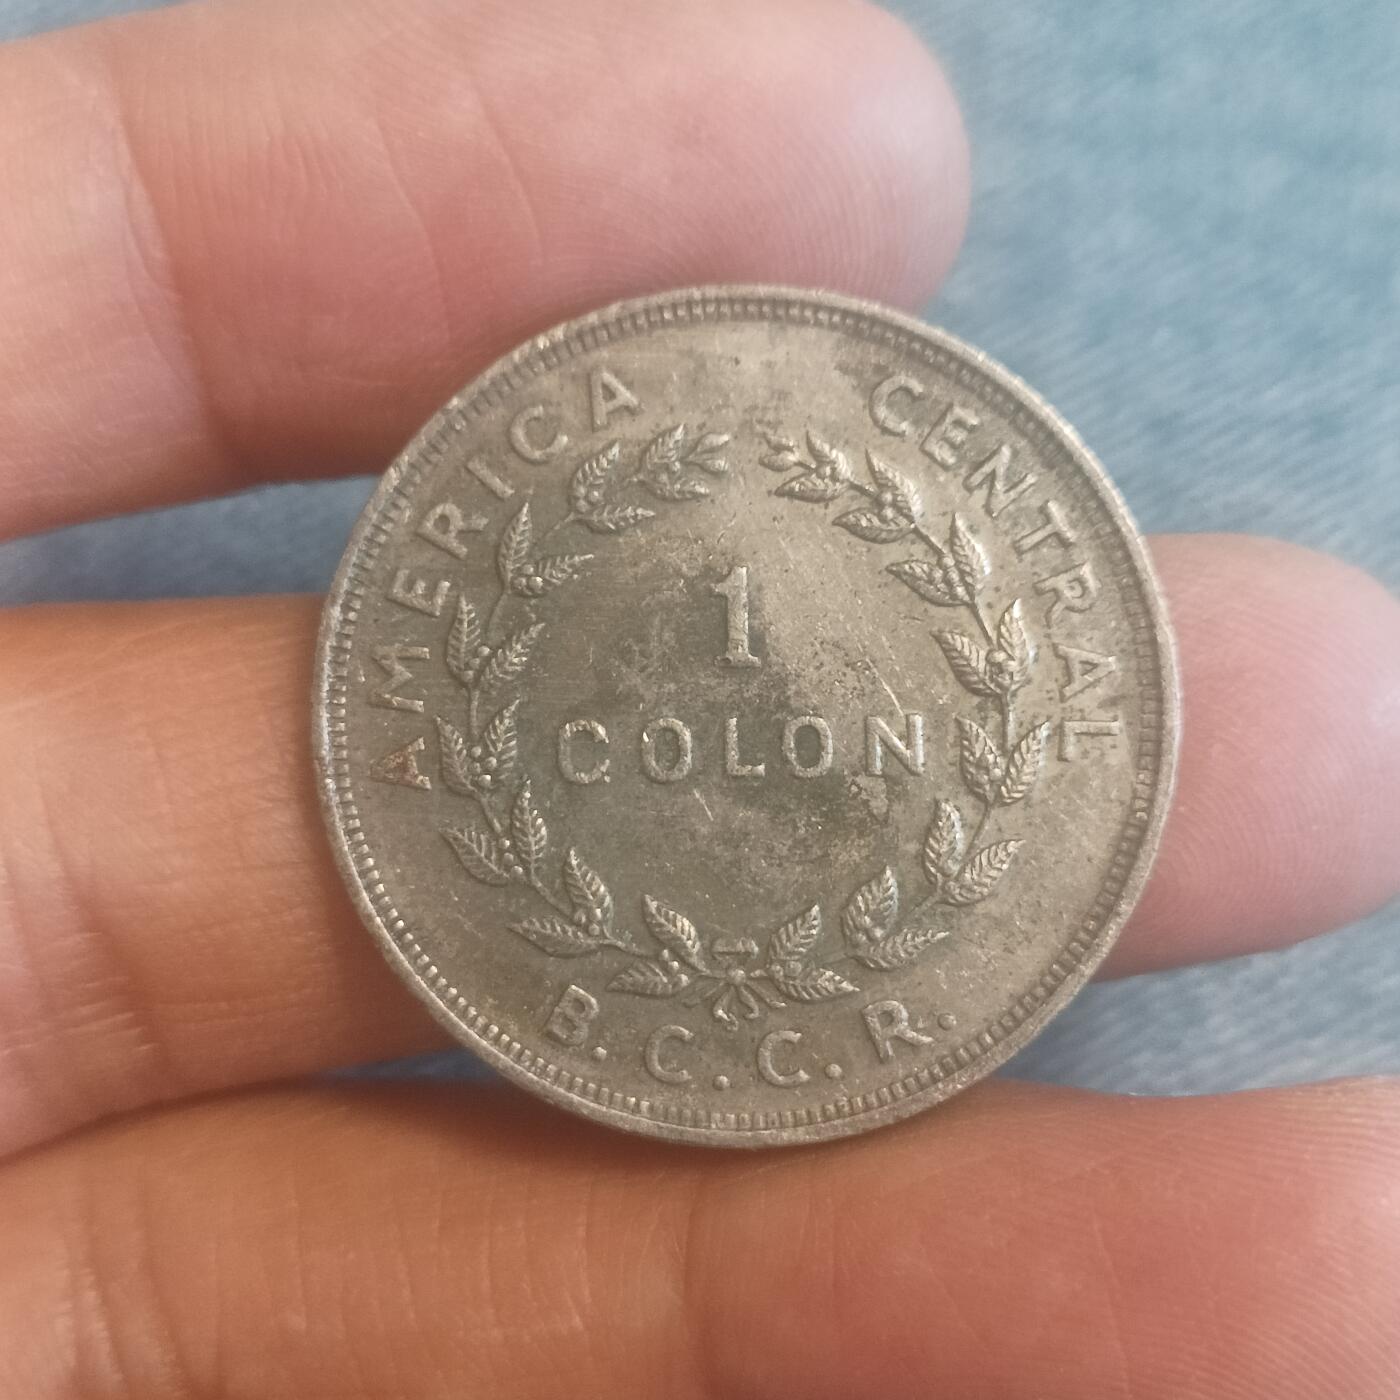 AMERICA CENTRAL
1
COLON
B.C.C.R.